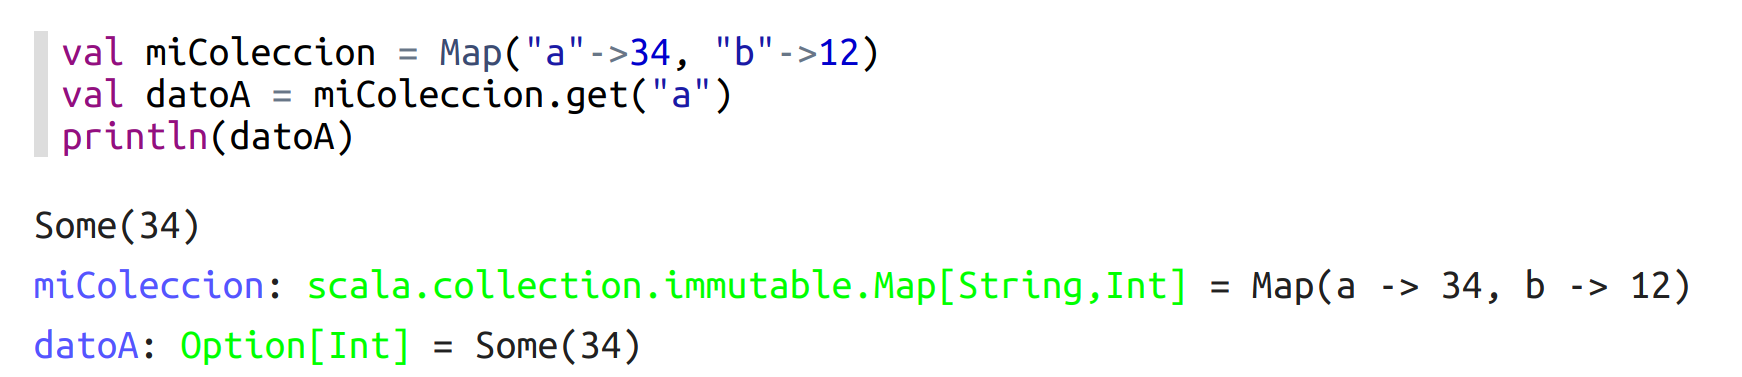 val miColeccion = Map("a"->34, "b"->12)
val datoA = miColeccion.get("a")
println(datoA)
Some(34)
miColeccion: scala.collection.immutable.Map[String,Int] = Map(a -> 34, b -> 12)
datoA: Option[Int] = Some(34)